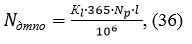 N_дтпо = (K_l·365·N_p·l)/10^6, (36)